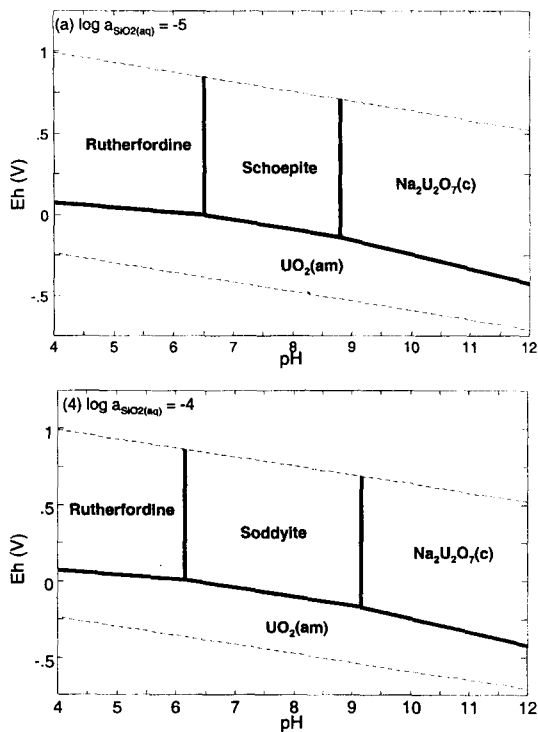 (a) log a SiO2(aq) = -5
1
.5
0
-.5
Eh (V)
Rutherfordine
Schoepite
Na2U2O7(c)
UO2(am)
4 5 6 7 8 9 10 11 12
pH
(4) log a SiO2(aq) = -4
1
.5
0
-.5
Eh (V)
Rutherfordine
Soddyite
Na2U2O7(c)
UO2(am)
4 5 6 7 8 9 10 11 12
pH